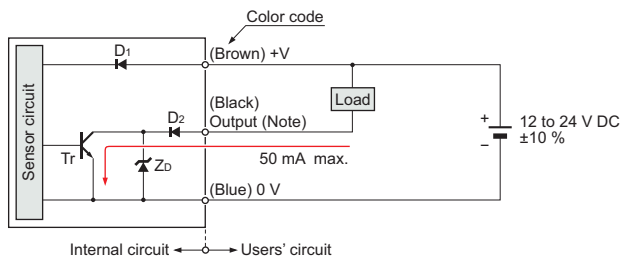 Color code
D1
(Brown) +V
(Black)
Output (Note)
D2
Load
Sensor circuit
Tr
ZD
50 mA max.
+
12 to 24 V DC
±10 %
−
(Blue) 0 V
Internal circuit
Users' circuit